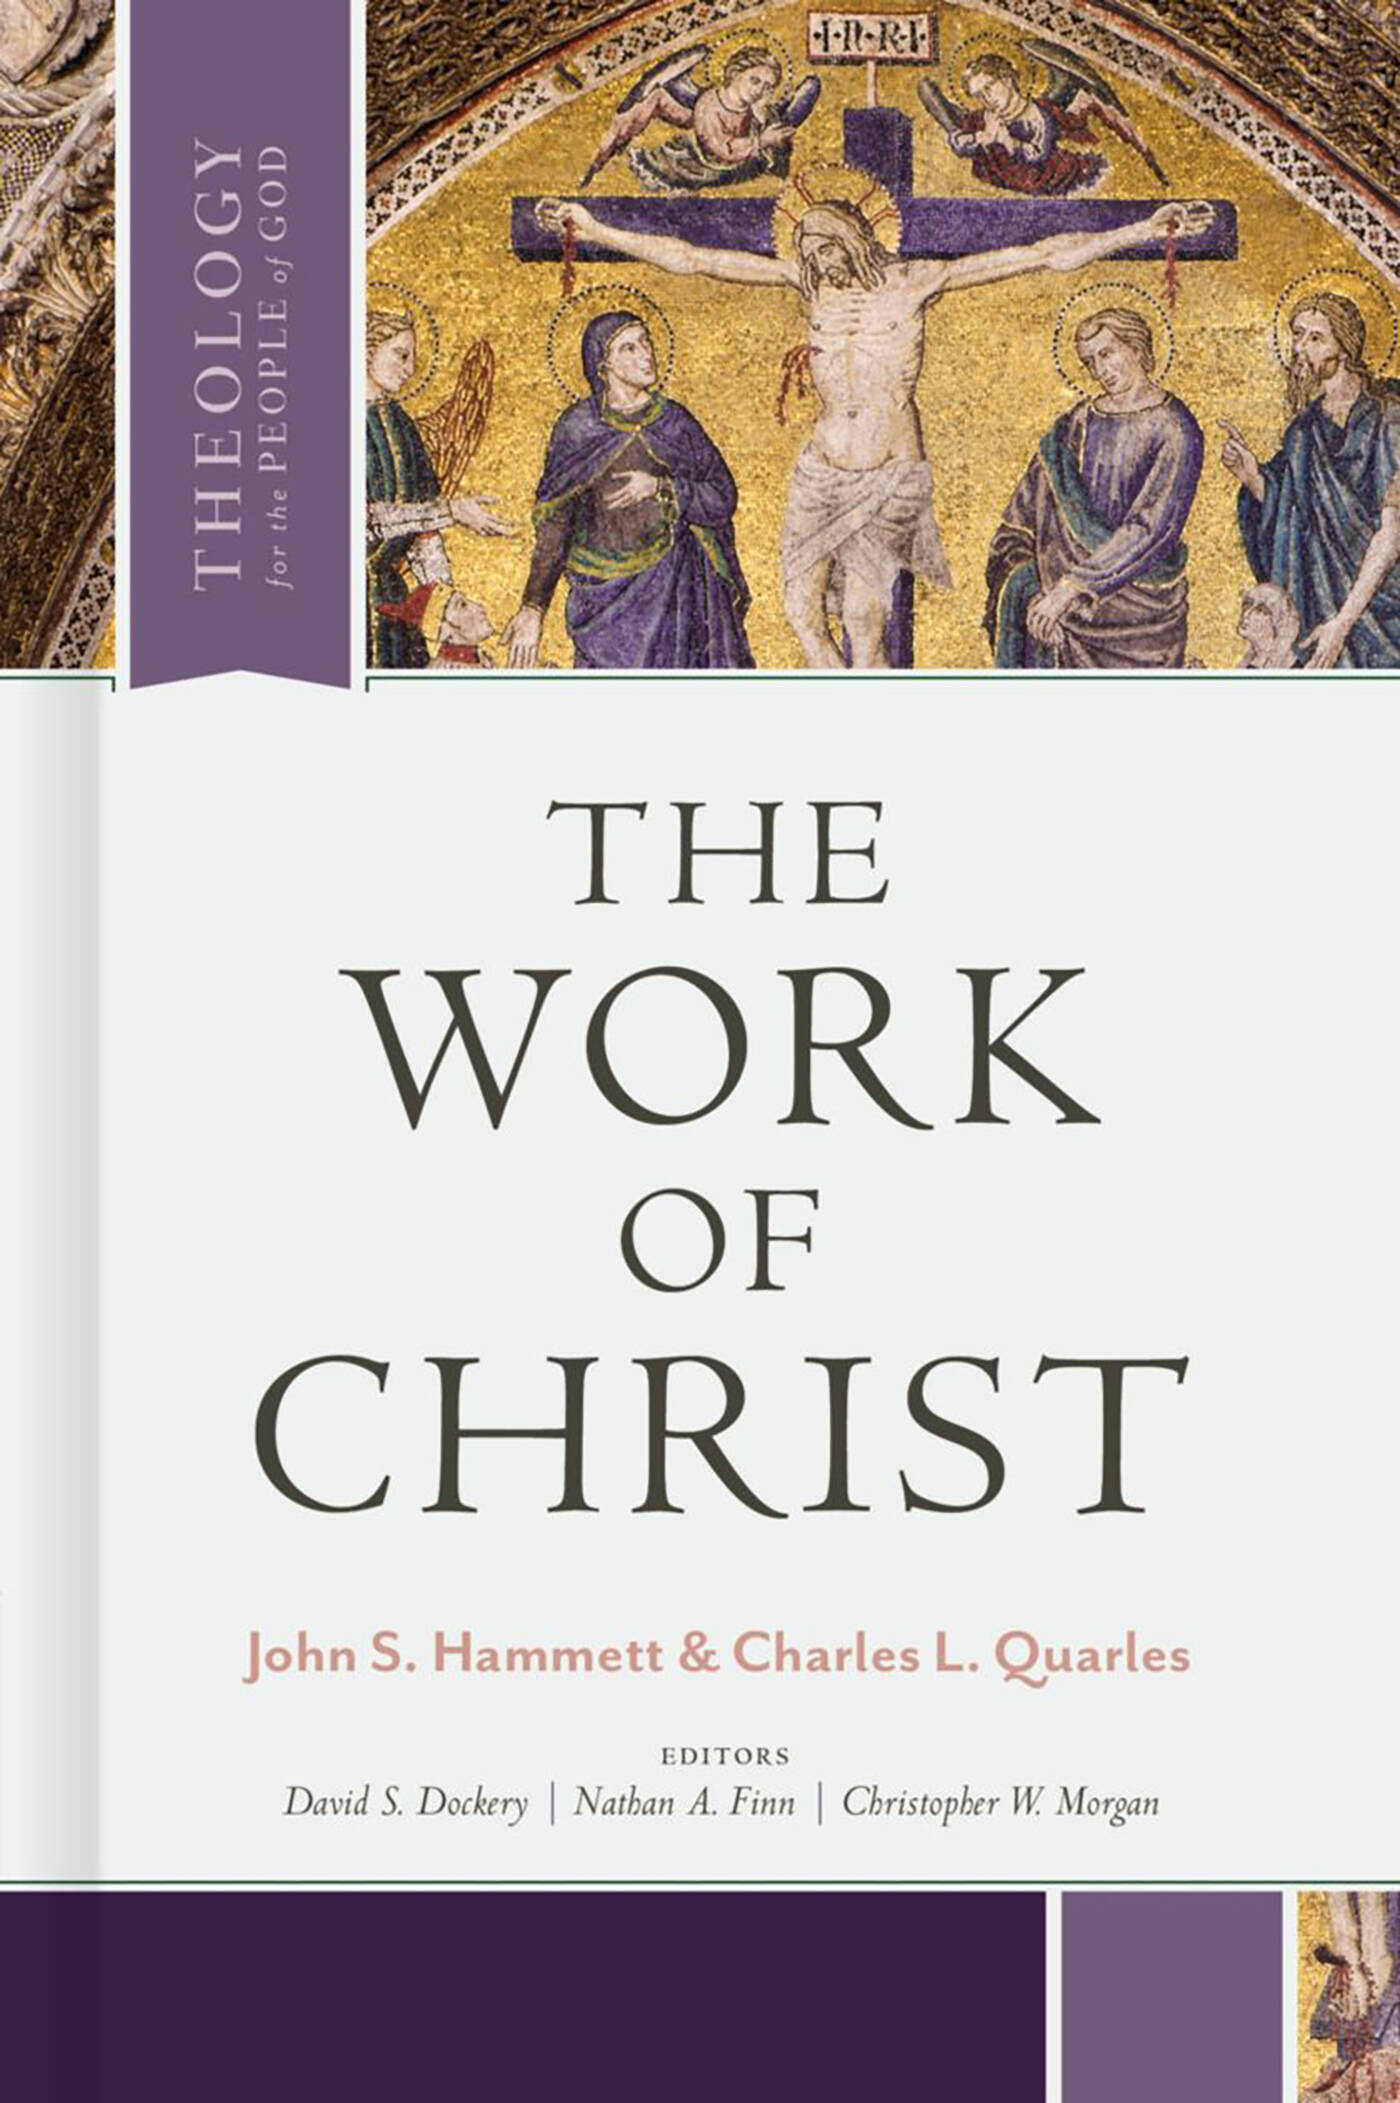 ·I·N·R·I·
THEOLOGY
for the PEOPLE of GOD
THE
WORK
OF
CHRIST
John S. Hammett & Charles L. Quarles
EDITORS
David S. Dockery | Nathan A. Finn | Christopher W. Morgan